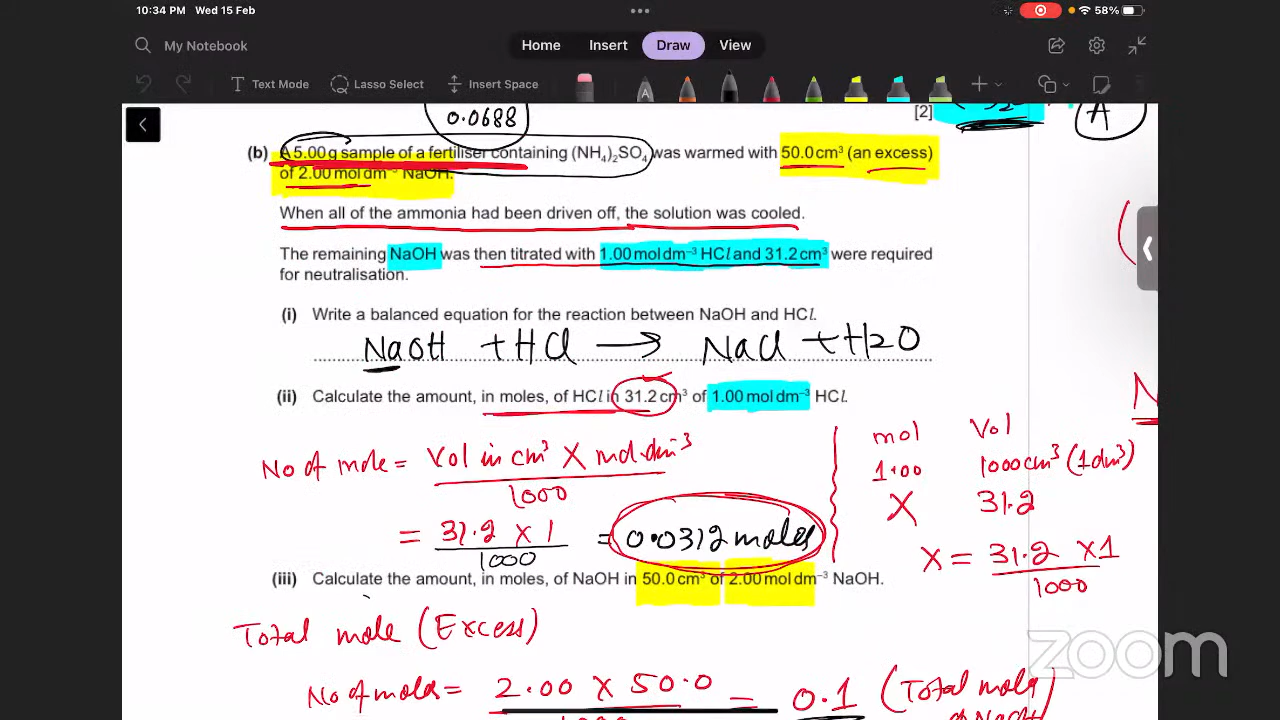 10:34 PM Wed 15 Feb
58%
My Notebook
Home Insert Draw View
Text Mode Lasso Select Insert Space
0.0688
[2]
A
(b) A 5.00 g sample of a fertiliser containing (NH₄)₂SO₄ was warmed with 50.0 cm³ (an excess)
of 2.00 mol dm⁻³ NaOH.
When all of the ammonia had been driven off, the solution was cooled.
The remaining NaOH was then titrated with 1.00 mol dm⁻³ HCl and 31.2 cm³ were required
for neutralisation.
(i) Write a balanced equation for the reaction between NaOH and HCl.
NaOH + HCl → NaCl + H2O
(ii) Calculate the amount, in moles, of HCl in 31.2 cm³ of 1.00 mol dm⁻³ HCl.
No of mole = Vol in cm³ X mol.dm⁻³
1000
= 31.2 X 1 = 0.0312 moles
1000
mol Vol
1.00 1000cm³ (1dm³)
X 31.2
X = 31.2 X1
1000
(iii) Calculate the amount, in moles, of NaOH in 50.0 cm³ of 2.00 mol dm⁻³ NaOH.
Total mole (Excess)
No of mole = 2.00 X 50.0 = 0.1 (Total mole
of NaOH
zoom